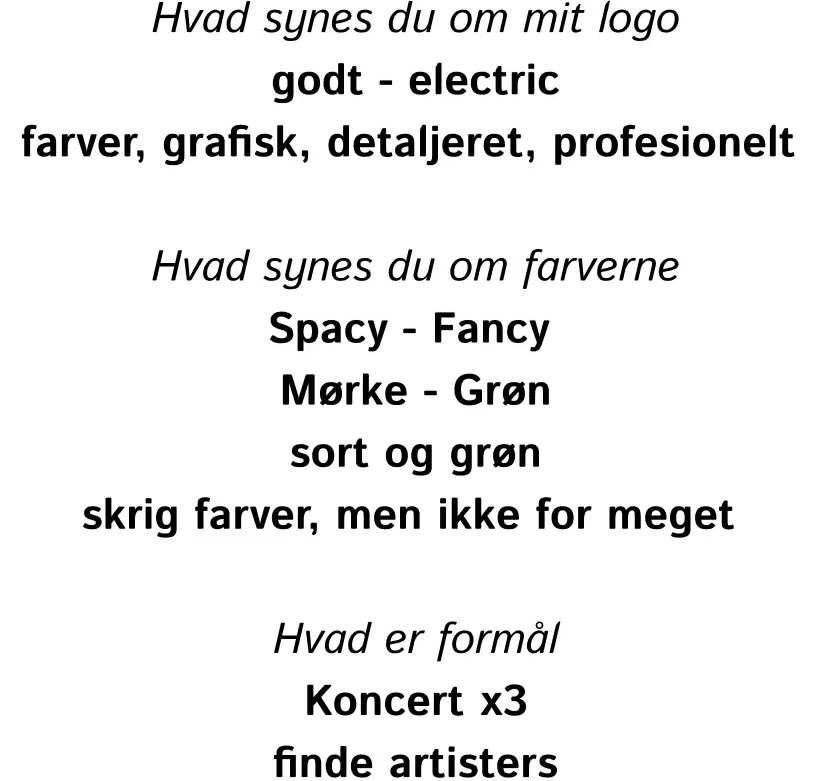 Hvad synes du om mit logo
godt - electric
farver, grafisk, detaljeret, profesionelt
Hvad synes du om farverne
Spacy - Fancy
Mørke - Grøn
sort og grøn
skrig farver, men ikke for meget
Hvad er formål
Koncert x3
finde artisters